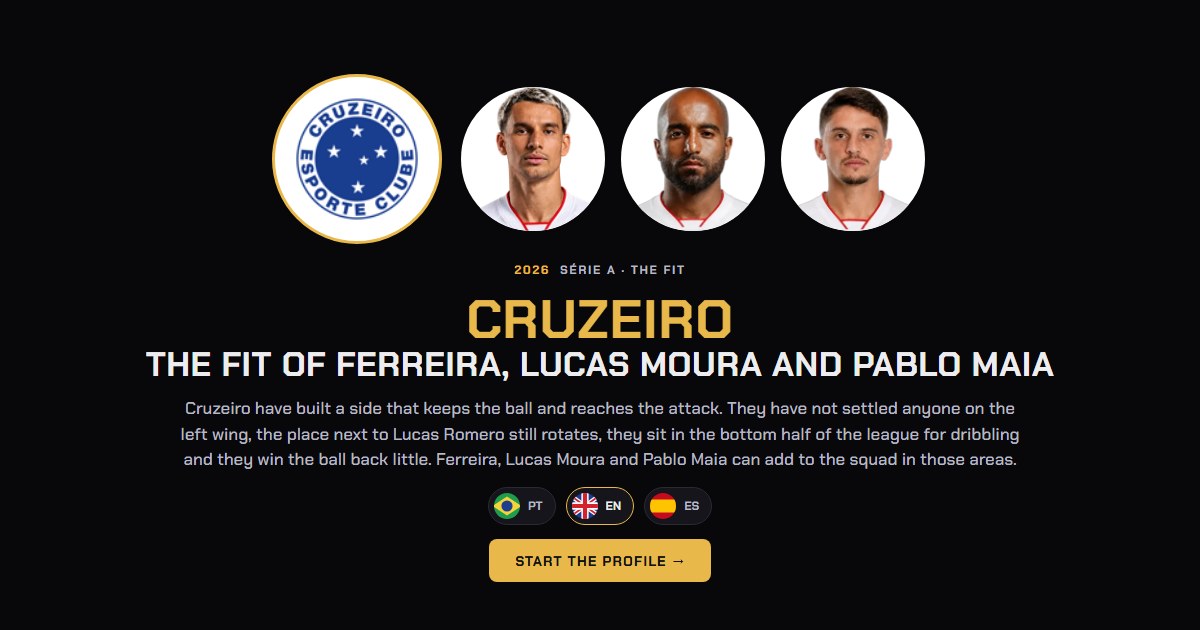 CRUZEIRO
ESPORTE CLUBE
2026 SÉRIE A · THE FIT
CRUZEIRO
THE FIT OF FERREIRA, LUCAS MOURA AND PABLO MAIA
Cruzeiro have built a side that keeps the ball and reaches the attack. They have not settled anyone on the
left wing, the place next to Lucas Romero still rotates, they sit in the bottom half of the league for dribbling
and they win the ball back little. Ferreira, Lucas Moura and Pablo Maia can add to the squad in those areas.
PT EN ES
START THE PROFILE →